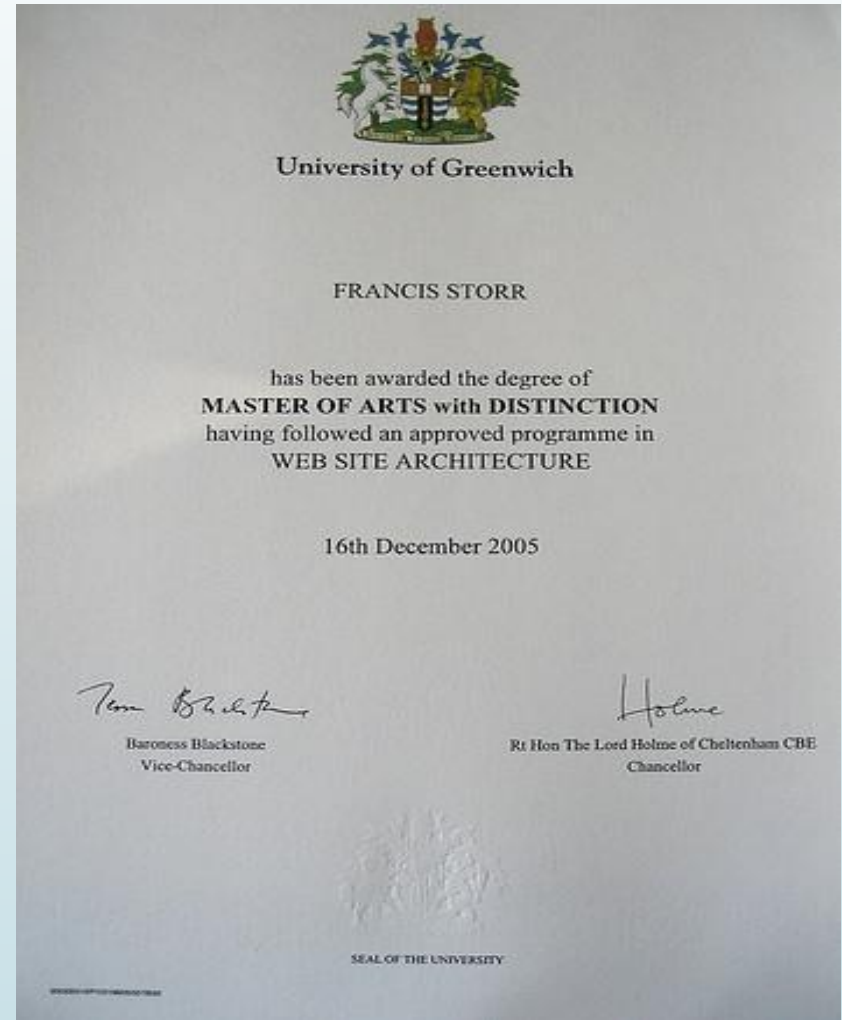 University of Greenwich
FRANCIS STORR
has been awarded the degree of
MASTER OF ARTS with DISTINCTION
having followed an approved programme in
WEB SITE ARCHITECTURE
16th December 2005
Holme
Baroness Blackstone
Vice-Chancellor
Rt Hon The Lord Holme of Cheltenham CBE
Chancellor
SEAL OF THE UNIVERSITY